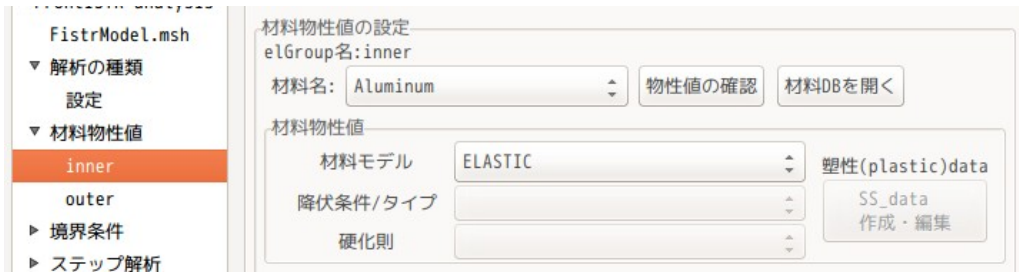 FistrModel.msh
▼ 解析の種類
設定
▼ 材料物性値
inner
outer
▶ 境界条件
▶ ステップ解析
材料物性値の設定
elGroup名:inner
材料名: Aluminum 物性値の確認 材料DBを開く
材料物性値
材料モデル ELASTIC 塑性(plastic)data
降伏条件/タイプ SS_data
作成・編集
硬化則